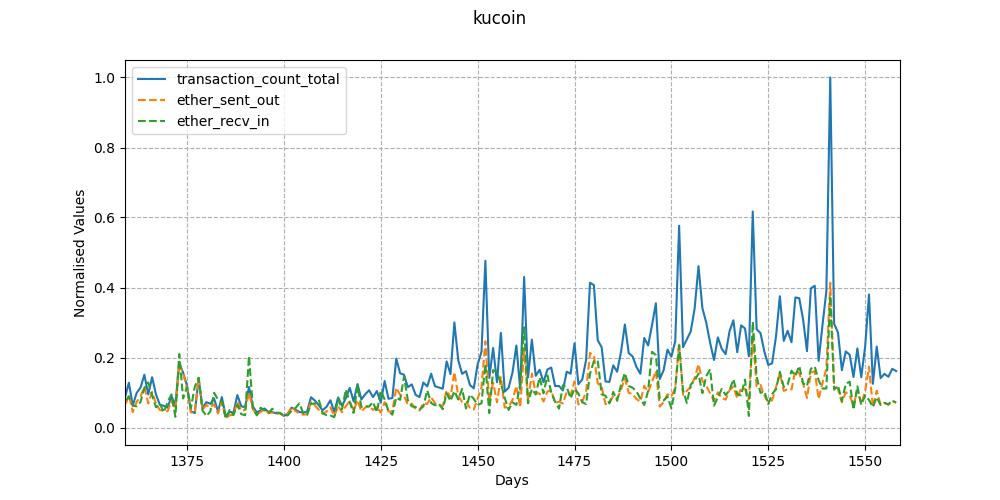 kucoin
transaction_count_total
ether_sent_out
ether_recv_in
1.0
0.8
0.6
0.4
0.2
0.0
Normalised Values
1375 1400 1425 1450 1475 1500 1525 1550
Days